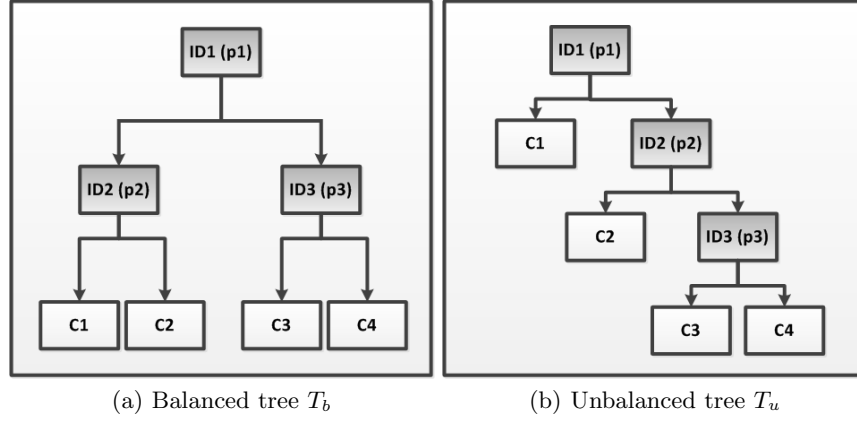 ID1 (p1)
ID2 (p2)
ID3 (p3)
C1
C2
C3
C4
(a) Balanced tree T_b
ID1 (p1)
C1
ID2 (p2)
C2
ID3 (p3)
C3
C4
(b) Unbalanced tree T_u